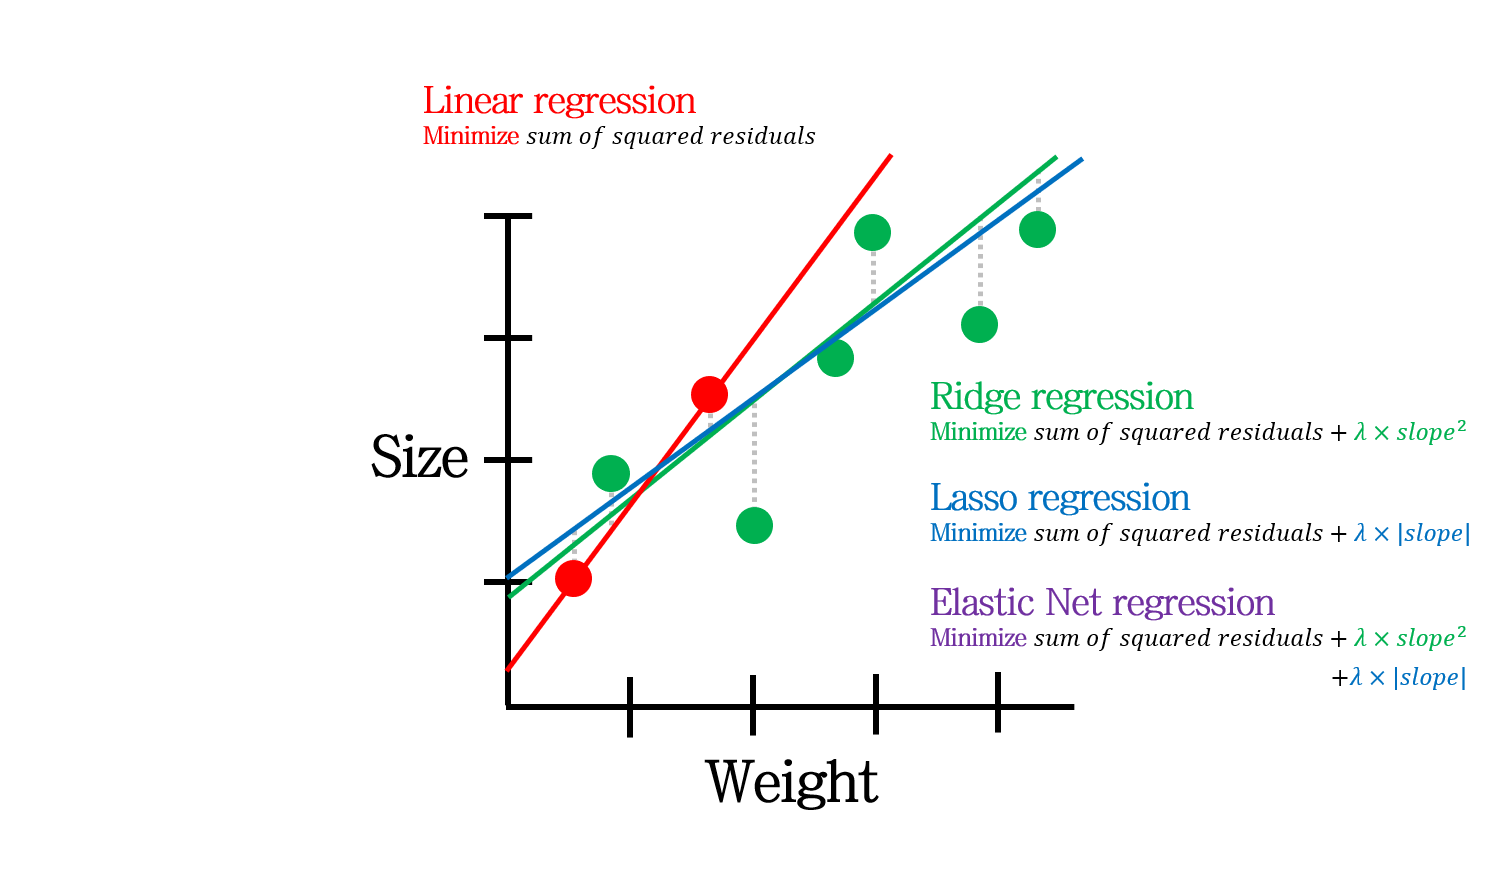 Linear regression
Minimize sum of squared residuals
Size
Ridge regression
Minimize sum of squared residuals + λ × slope²
Lasso regression
Minimize sum of squared residuals + λ × |slope|
Elastic Net regression
Minimize sum of squared residuals + λ × slope²
+λ × |slope|
Weight